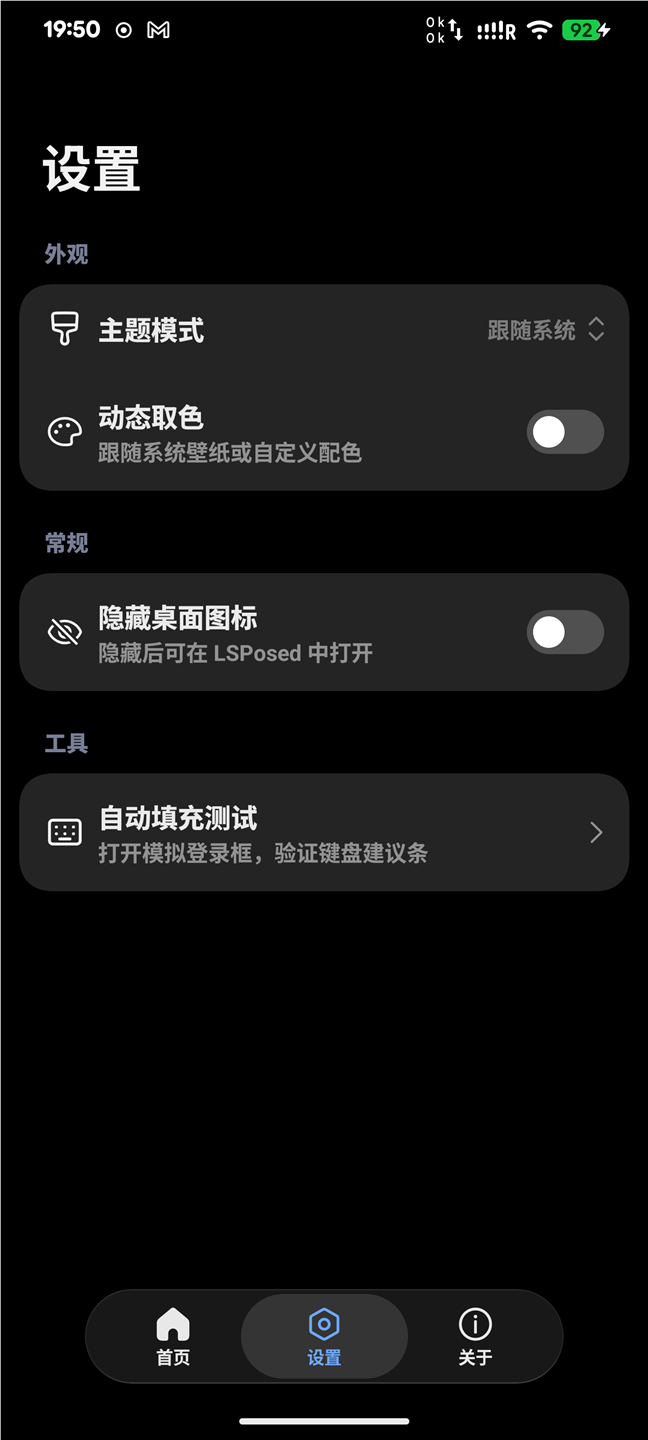 19:50
0k
0k
R
92
设置
外观
主题模式
跟随系统
动态取色
跟随系统壁纸或自定义配色
常规
隐藏桌面图标
隐藏后可在 LSPosed 中打开
工具
自动填充测试
打开模拟登录框，验证键盘建议条
首页
设置
关于